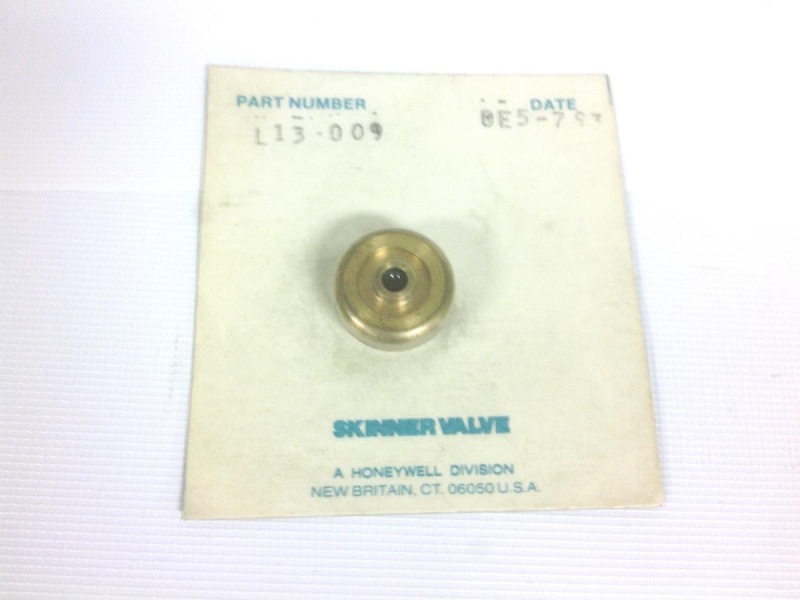 PART NUMBER
DATE
L13-009
SKINNER VALVE
A HONEYWELL DIVISION
NEW BRITAIN, CT. 06050 U.S.A.